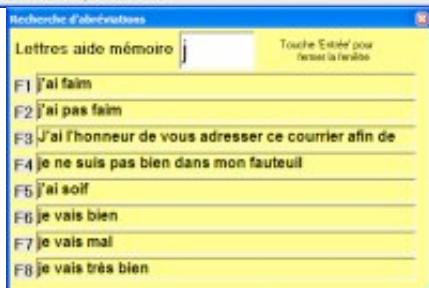 Recherche d'abréviations
Lettres aide mémoire j
Touche 'Entrée' pour
fermer la fenêtre
F1 j'ai faim
F2 j'ai pas faim
F3 J'ai l'honneur de vous adresser ce courrier afin de
F4 je ne suis pas bien dans mon fauteuil
F5 j'ai soif
F6 je vais bien
F7 je vais mal
F8 je vais très bien